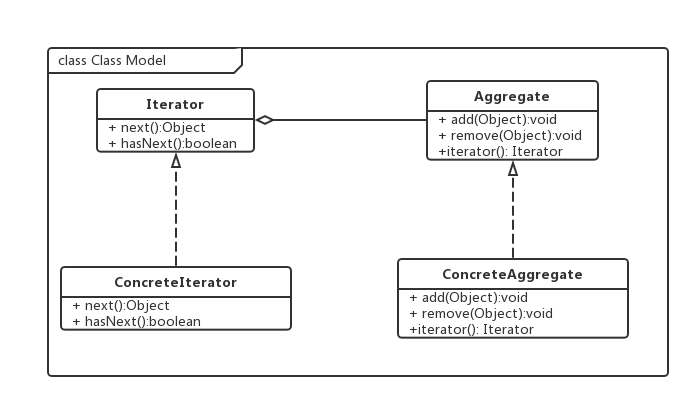 class Class Model
Iterator
+ next():Object
+ hasNext():boolean
Aggregate
+ add(Object):void
+ remove(Object):void
+iterator(): Iterator
ConcreteIterator
+ next():Object
+ hasNext():boolean
ConcreteAggregate
+ add(Object):void
+ remove(Object):void
+iterator(): Iterator